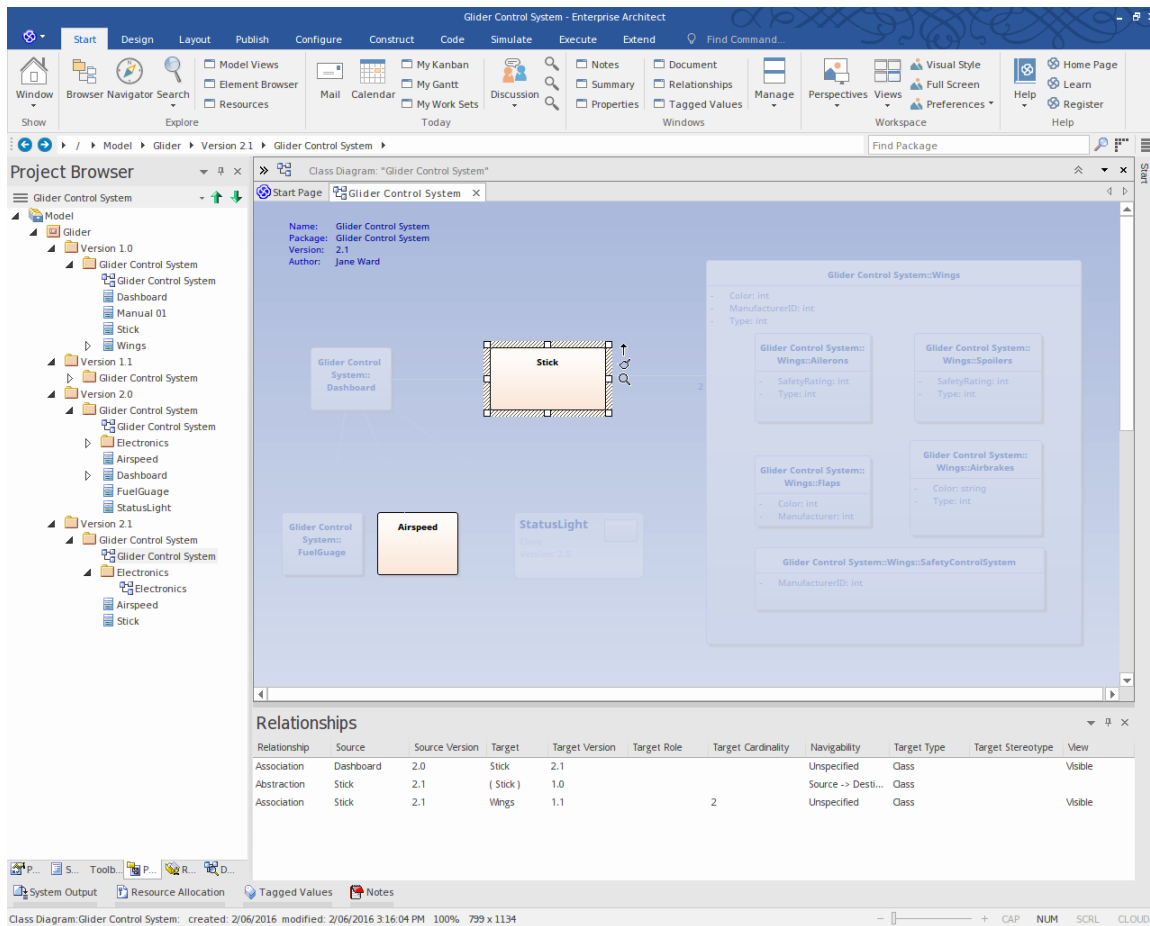 Glider Control System - Enterprise Architect
Start Design Layout Publish Configure Construct Code Simulate Execute Extend Find Command...
Window
Show
Browser Navigator Search
Model Views
Element Browser
Resources
Explore
Mail Calendar
My Kanban
My Gantt
My Work Sets
Today
Discussion
Notes
Summary
Properties
Document
Relationships
Tagged Values
Manage
Windows
Perspectives Views
Visual Style
Full Screen
Preferences
Workspace
Help
Home Page
Learn
Register
Help
/ Model Glider Version 2.1 Glider Control System
Find Package
Project Browser
Glider Control System
Model
Glider
Version 1.0
Glider Control System
Glider Control System
Dashboard
Manual 01
Stick
Wings
Version 1.1
Glider Control System
Version 2.0
Glider Control System
Glider Control System
Electronics
Airspeed
Dashboard
FuelGuage
StatusLight
Version 2.1
Glider Control System
Glider Control System
Electronics
Electronics
Airspeed
Stick
P... S... Toolb... P... R... D...
Class Diagram: "Glider Control System"
Start Page Glider Control System X
Start
Name: Glider Control System
Package: Glider Control System
Version: 2.1
Author: Jane Ward
Glider Control
System::
Dashboard
Stick
2
Glider Control
System::
FuelGuage
Airspeed
StatusLight
Class
Version: 2.0
Glider Control System::Wings
- Color: int
- ManufacturerID: int
- Type: int
Glider Control System::
Wings::Ailerons
- SafetyRating: int
- Type: int
Glider Control System::
Wings::Spoilers
- SafetyRating: int
- Type: int
Glider Control System::
Wings::Flaps
- Color: int
- Manufacturer: int
Glider Control System::
Wings::Airbrakes
- Color: string
- Type: int
Glider Control System::Wings::SafetyControlSystem
- ManufacturerID: int
Relationships
Relationship Source Source Version Target Target Version Target Role Target Cardinality Navigability Target Type Target Stereotype View
Association Dashboard 2.0 Stick 2.1 Unspecified Class Visible
Abstraction Stick 2.1 ( Stick ) 1.0 Source -> Desti... Class
Association Stick 2.1 Wings 1.1 2 Unspecified Class Visible
System Output Resource Allocation Tagged Values Notes
Class Diagram:Glider Control System: created: 2/06/2016 modified: 2/06/2016 3:16:04 PM 100% 799 x 1134
CAP NUM SCRL CLOUD